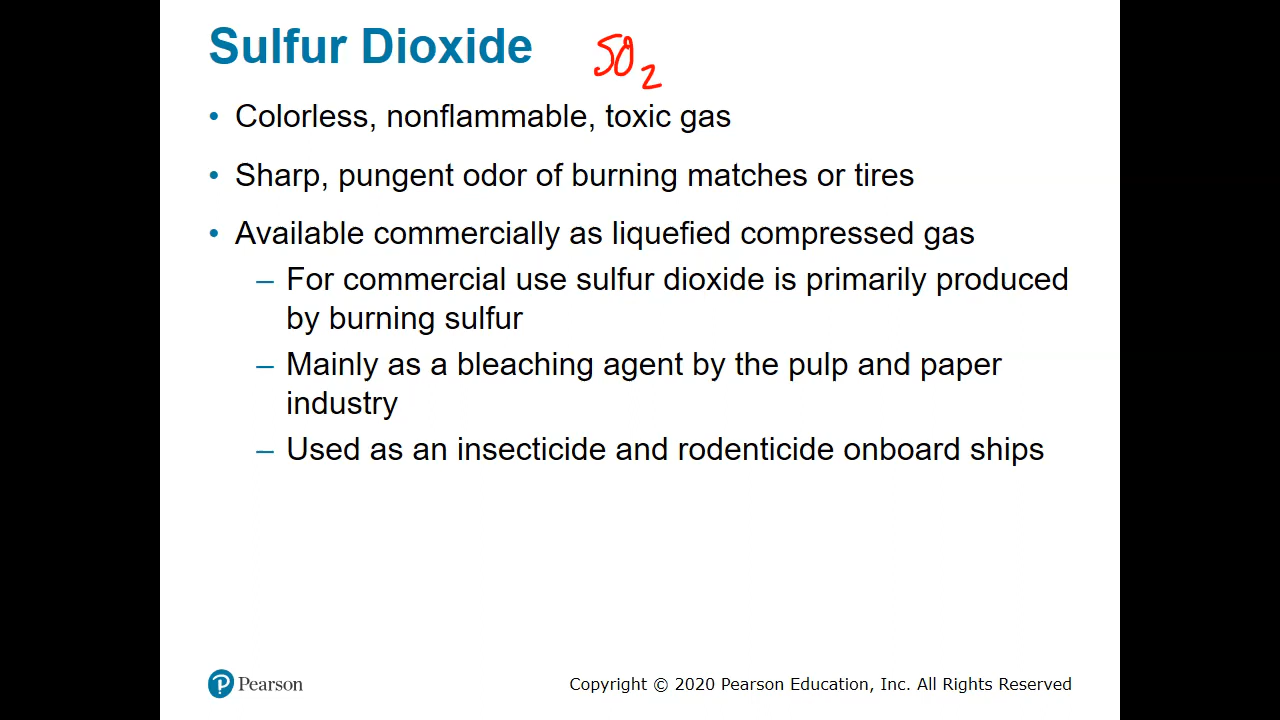 Sulfur Dioxide SO2
• Colorless, nonflammable, toxic gas
• Sharp, pungent odor of burning matches or tires
• Available commercially as liquefied compressed gas
– For commercial use sulfur dioxide is primarily produced
by burning sulfur
– Mainly as a bleaching agent by the pulp and paper
industry
– Used as an insecticide and rodenticide onboard ships
P Pearson
Copyright © 2020 Pearson Education, Inc. All Rights Reserved